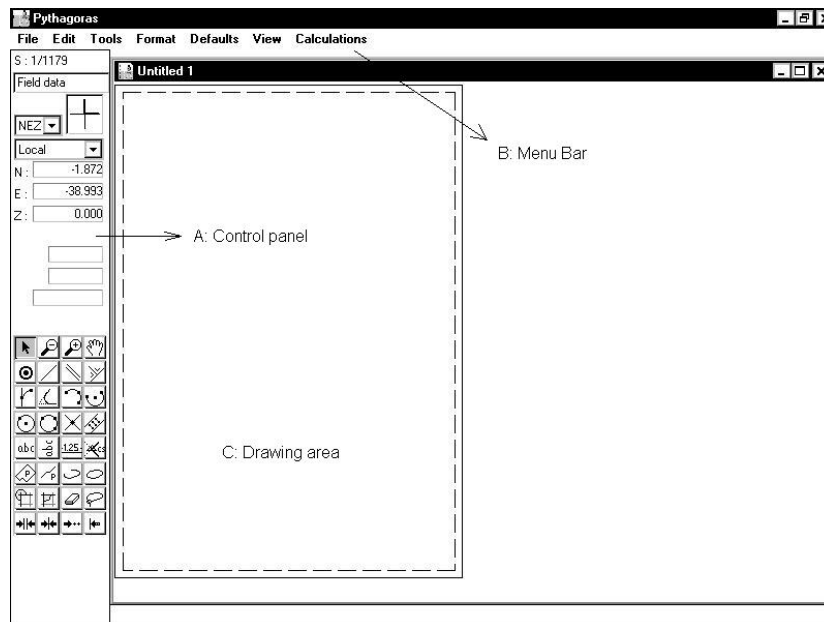 Pythagoras
File Edit Tools Format Defaults View Calculations
S : 1/1179
Field data
NEZ
Local
N : -1.872
E : -38.993
Z : 0.000
Untitled 1
B: Menu Bar
A: Control panel
C: Drawing area
abc
abc
-1.25-
P
P